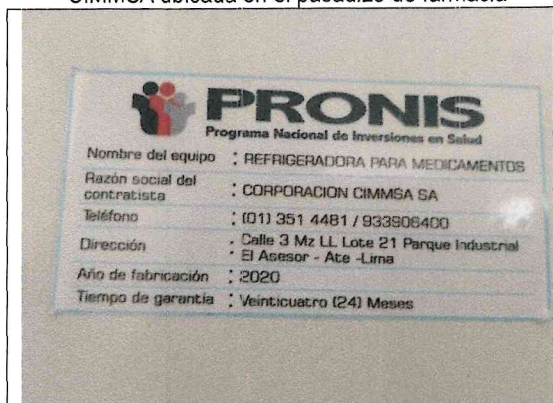 CIMMSA ubicada en el pasadizo de farmacia
PRONIS
Programa Nacional de Inversiones en Salud
Nombre del equipo : REFRIGERADORA PARA MEDICAMENTOS
Razón social del contratista : CORPORACION CIMMSA SA
Teléfono : (01) 351 4481 / 933906400
Dirección : Calle 3 Mz LL Lote 21 Parque Industrial
El Asesor - Ate -Lima
Año de fabricación : 2020
Tiempo de garantía : Veinticuatro (24) Meses